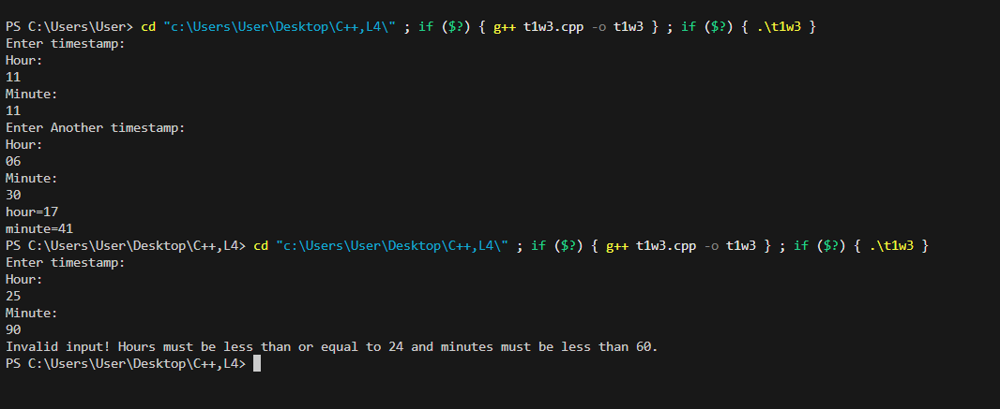 PS C:\Users\User> cd "c:\Users\User\Desktop\C++,L4\" ; if ($?) { g++ t1w3.cpp -o t1w3 } ; if ($?) { .\t1w3 }
Enter timestamp:
Hour:
11
Minute:
11
Enter Another timestamp:
Hour:
06
Minute:
30
hour=17
minute=41
PS C:\Users\User\Desktop\C++,L4> cd "c:\Users\User\Desktop\C++,L4\" ; if ($?) { g++ t1w3.cpp -o t1w3 } ; if ($?) { .\t1w3 }
Enter timestamp:
Hour:
25
Minute:
90
Invalid input! Hours must be less than or equal to 24 and minutes must be less than 60.
PS C:\Users\User\Desktop\C++,L4>